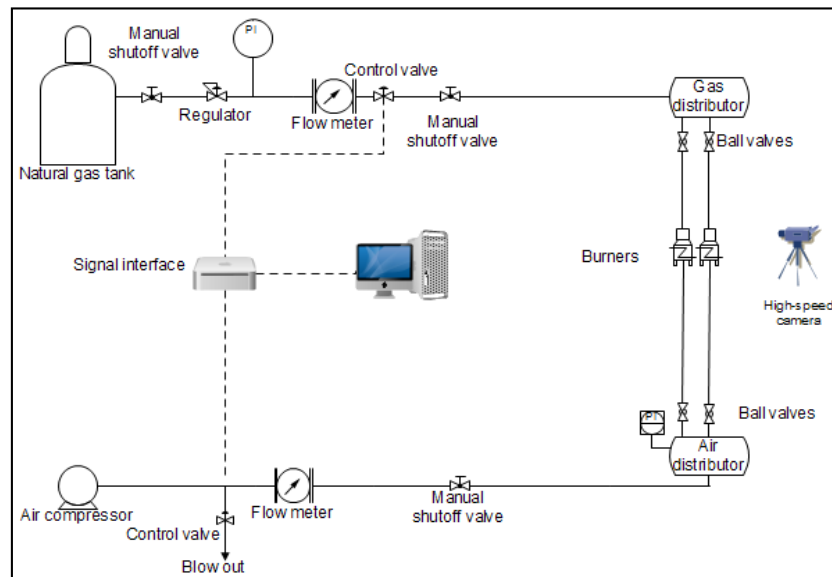 Manual
shutoff valve
PI
Control valve
Regulator
Flow meter
Manual
shutoff valve
Gas
distributor
Ball valves
Natural gas tank
Signal interface
Burners
High-speed
camera
PI
Ball valves
Air
distributor
Air compressor
Control valve
Flow meter
Manual
shutoff valve
Blow out